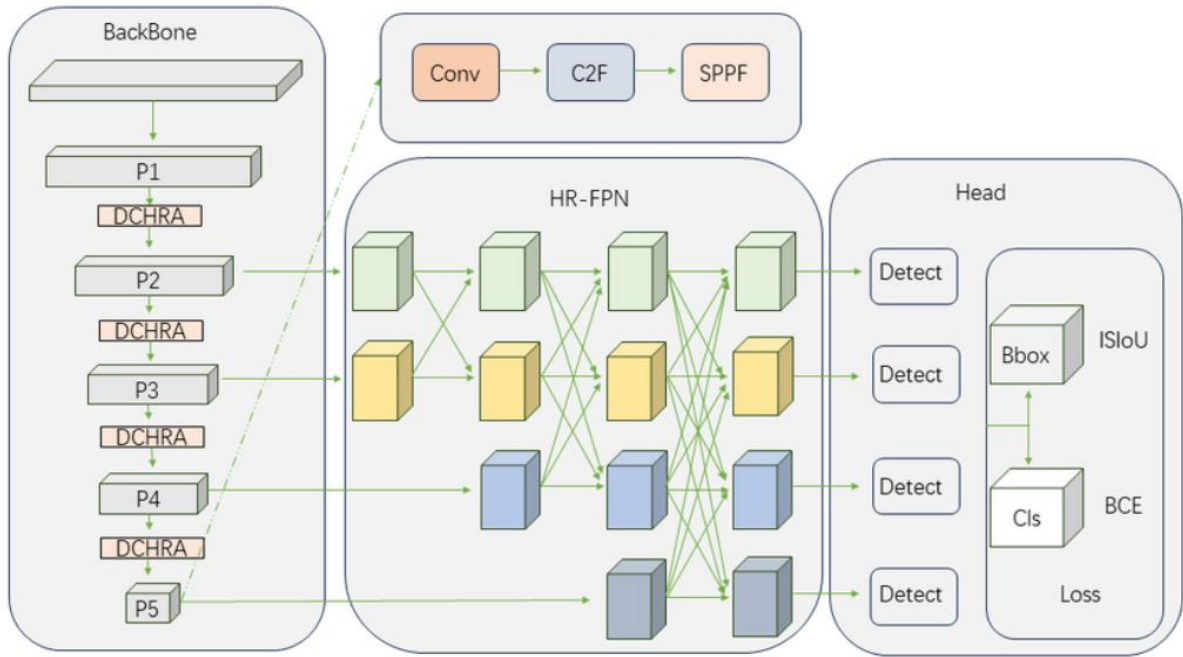 BackBone
P1
DCHRA
P2
DCHRA
P3
DCHRA
P4
DCHRA
P5
Conv
C2F
SPPF
HR-FPN
Head
Detect
Detect
Detect
Detect
Bbox
ISIoU
Cls
BCE
Loss